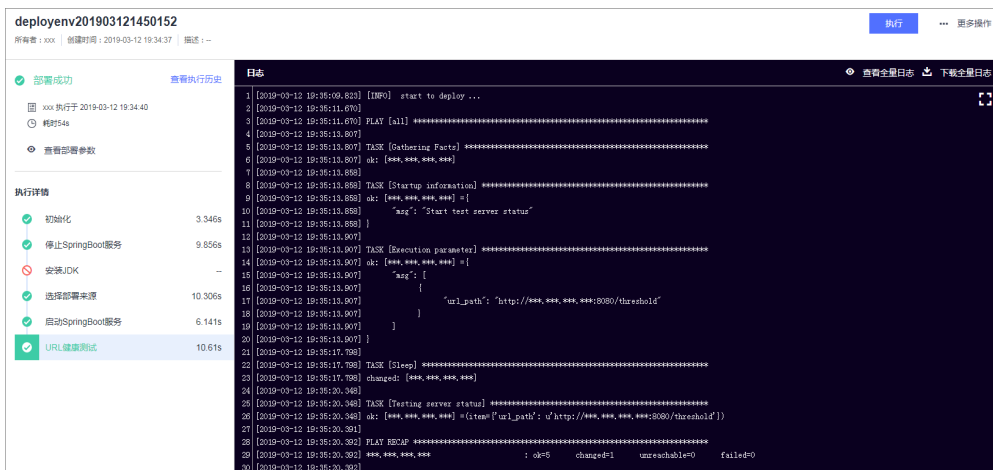 deployenv201903121450152
执行
••• 更多操作
所有者：xxx | 创建时间：2019-03-12 19:34:37 | 描述：--
部署成功
查看执行历史
xxx 执行于 2019-03-12 19:34:40
耗时54s
查看部署参数
执行详情
初始化 3.346s
停止SpringBoot服务 9.856s
安装JDK --
选择部署来源 10.306s
启动SpringBoot服务 6.141s
URL健康测试 10.61s
日志
查看全量日志 下载全量日志
1 [2019-03-12 19:35:09.823] [INFO] start to deploy ...
2 [2019-03-12 19:35:11.670]
3 [2019-03-12 19:35:11.670] PLAY [all] *********************************************************************
4 [2019-03-12 19:35:13.807]
5 [2019-03-12 19:35:13.807] TASK [Gathering Facts] *********************************************************
6 [2019-03-12 19:35:13.807] ok: [***.***.***.***]
7 [2019-03-12 19:35:13.858]
8 [2019-03-12 19:35:13.858] TASK [Startup information] *****************************************************
9 [2019-03-12 19:35:13.858] ok: [***.***.***.***] ={
10 [2019-03-12 19:35:13.858] "msg": "Start test server status"
11 [2019-03-12 19:35:13.858] }
12 [2019-03-12 19:35:13.907]
13 [2019-03-12 19:35:13.907] TASK [Execution parameter] *****************************************************
14 [2019-03-12 19:35:13.907] ok: [***.***.***.***] ={
15 [2019-03-12 19:35:13.907] "msg": [
16 [2019-03-12 19:35:13.907] {
17 [2019-03-12 19:35:13.907] "url_path": "http://***.***.***.***:8080/threshold"
18 [2019-03-12 19:35:13.907] }
19 [2019-03-12 19:35:13.907] ]
20 [2019-03-12 19:35:13.907] }
21 [2019-03-12 19:35:17.798]
22 [2019-03-12 19:35:17.798] TASK [Sleep] *******************************************************************
23 [2019-03-12 19:35:17.798] changed: [***.***.***.***]
24 [2019-03-12 19:35:20.348]
25 [2019-03-12 19:35:20.348] TASK [Testing server status] ***************************************************
26 [2019-03-12 19:35:20.348] ok: [***.***.***.***] =(item={'url_path': u'http://***.***.***.***:8080/threshold'})
27 [2019-03-12 19:35:20.391]
28 [2019-03-12 19:35:20.392] PLAY RECAP *********************************************************************
29 [2019-03-12 19:35:20.392] ***.***.***.*** : ok=5 changed=1 unreachable=0 failed=0
30 [2019-03-12 19:35:20.392]